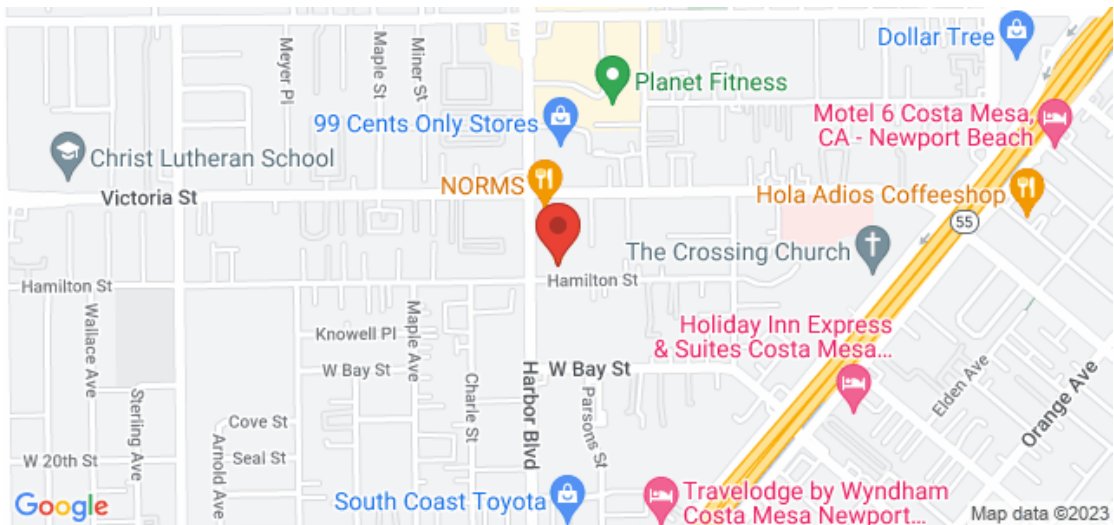 Meyer Pl
Maple St
Miner St
Dollar Tree
Planet Fitness
99 Cents Only Stores
Motel 6 Costa Mesa,
CA - Newport Beach
Christ Lutheran School
NORMS
Victoria St
Hola Adios Coffeeshop
55
The Crossing Church
Hamilton St
Hamilton St
Wallace Ave
Knowell Pl
Maple Ave
Holiday Inn Express
& Suites Costa Mesa...
W Bay St
W Bay St
Charle St
Harbor Blvd
Parsons St
Elden Ave
Orange Ave
Sterling Ave
Cove St
Arnold Ave
Seal St
W 20th St
South Coast Toyota
Travelodge by Wyndham
Costa Mesa Newport...
Google
Map data ©2023